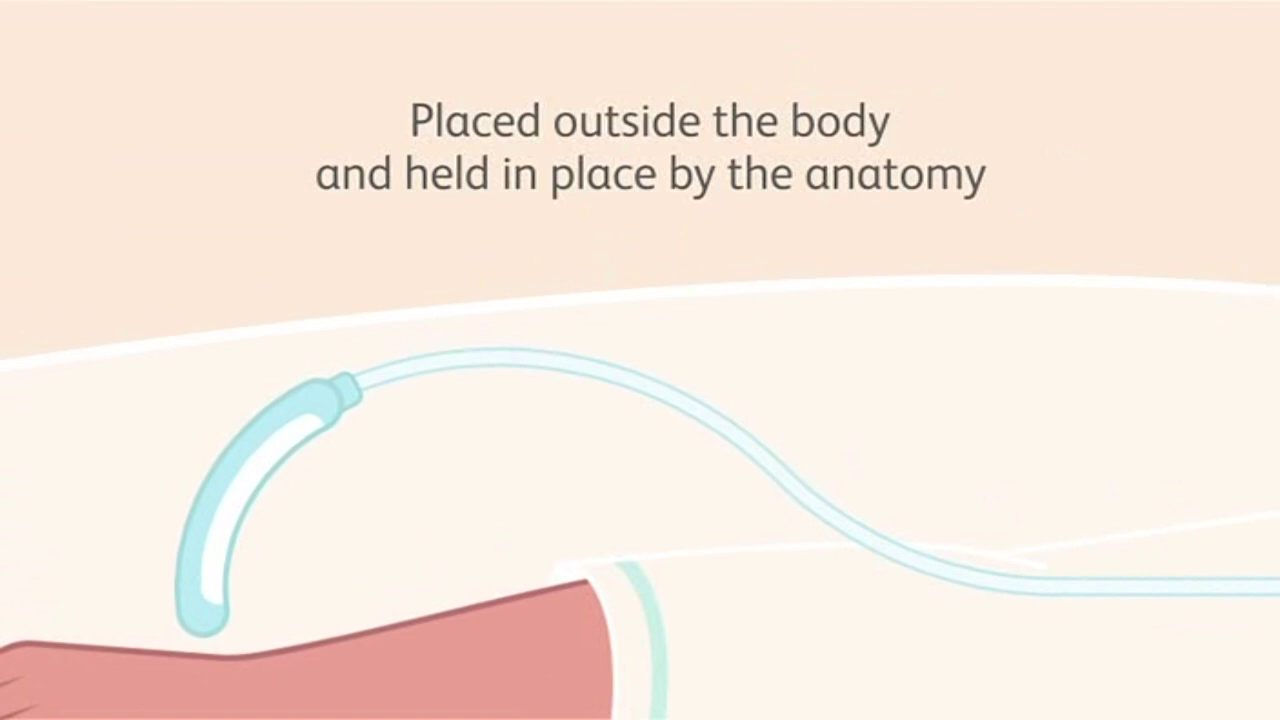 Placed outside the body
and held in place by the anatomy